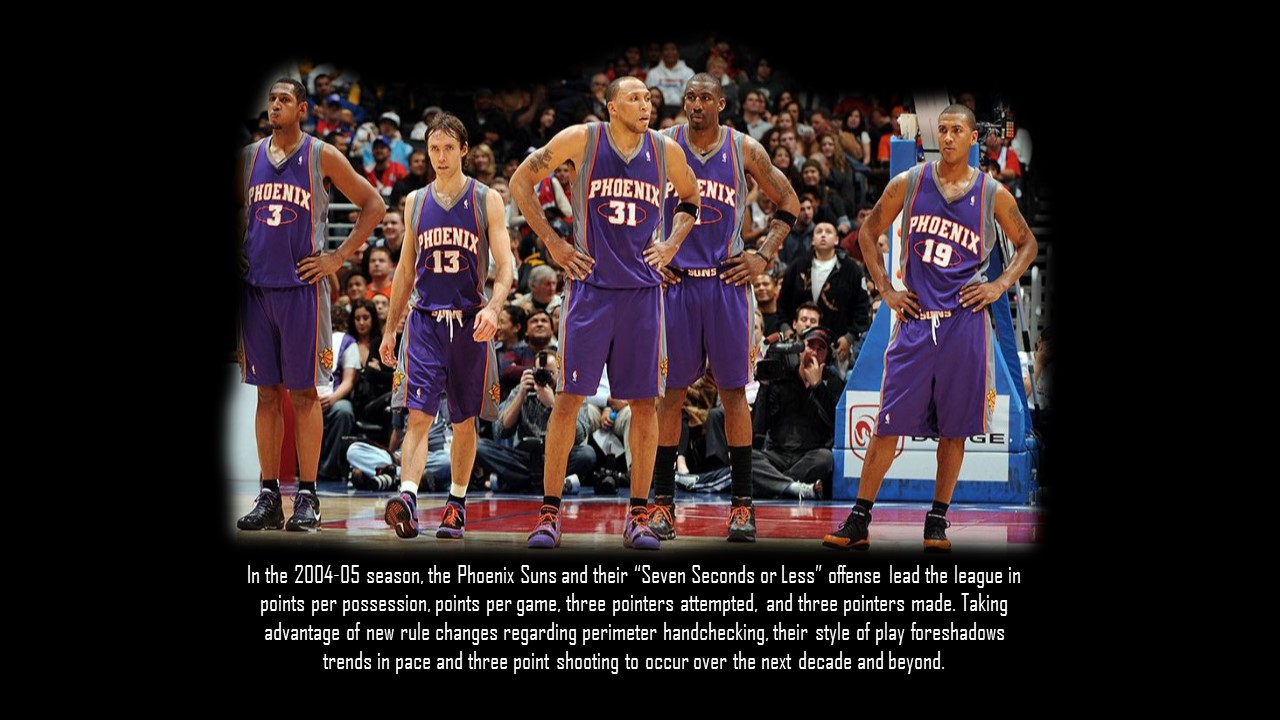 PHOENIX
3
PHOENIX
13
PHOENIX
31
PHOENIX
SUNS
PHOENIX
19
SUNS
DODGE
In the 2004-05 season, the Phoenix Suns and their “Seven Seconds or Less” offense lead the league in
points per possession, points per game, three pointers attempted, and three pointers made. Taking
advantage of new rule changes regarding perimeter handchecking, their style of play foreshadows
trends in pace and three point shooting to occur over the next decade and beyond.